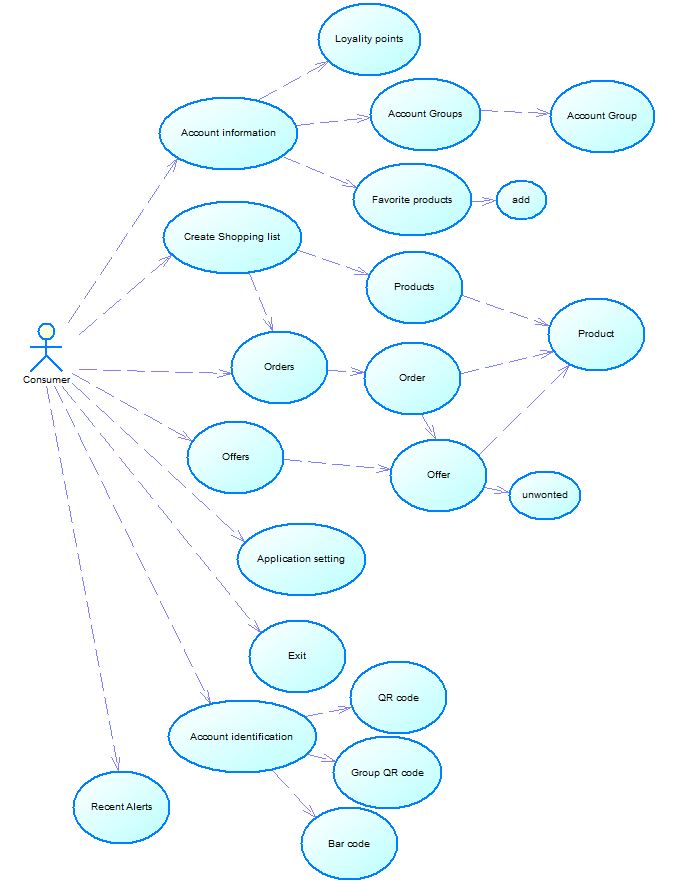 Loyality points
Account information
Account Groups
Account Group
Favorite products
add
Create Shopping list
Products
Product
Consumer
Orders
Order
Offers
Offer
unwonted
Application setting
Exit
QR code
Account identification
Group QR code
Recent Alerts
Bar code